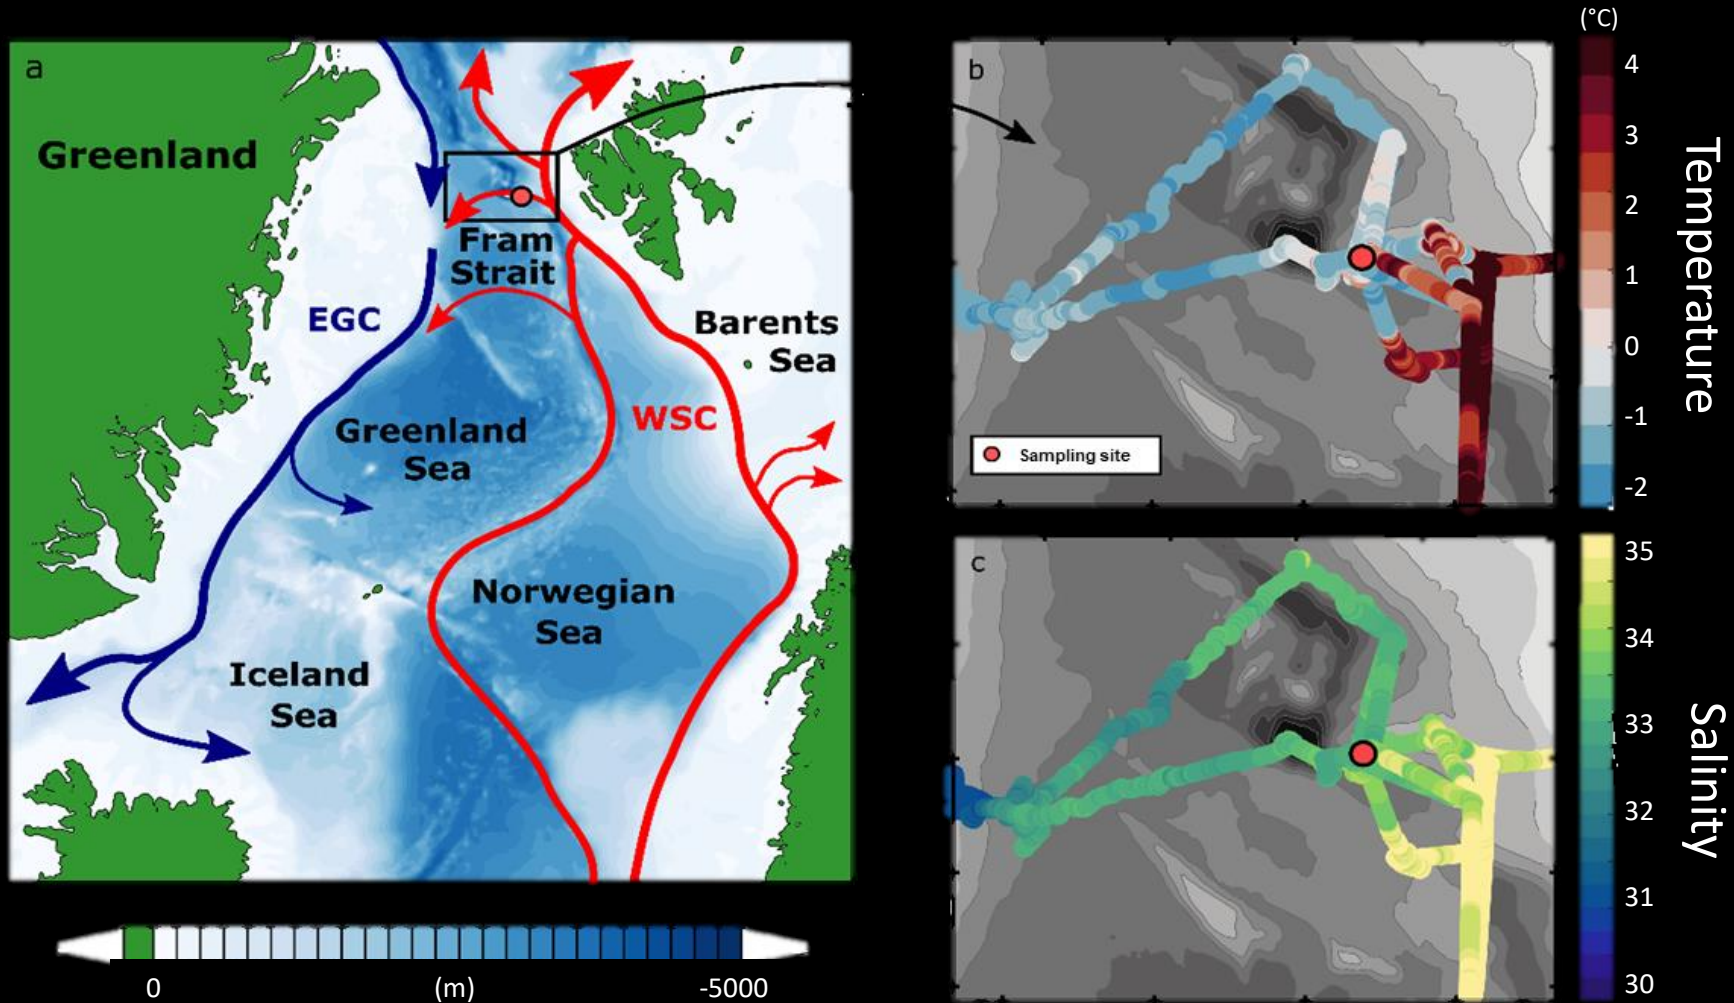 a
Greenland
Fram
Strait
EGC
Barents
Sea
WSC
Greenland
Sea
Norwegian
Sea
Iceland
Sea
0
(m)
-5000
b
Sampling site
(°C)
4
3
2
1
0
-1
-2
Temperature
c
35
34
33
32
31
30
Salinity